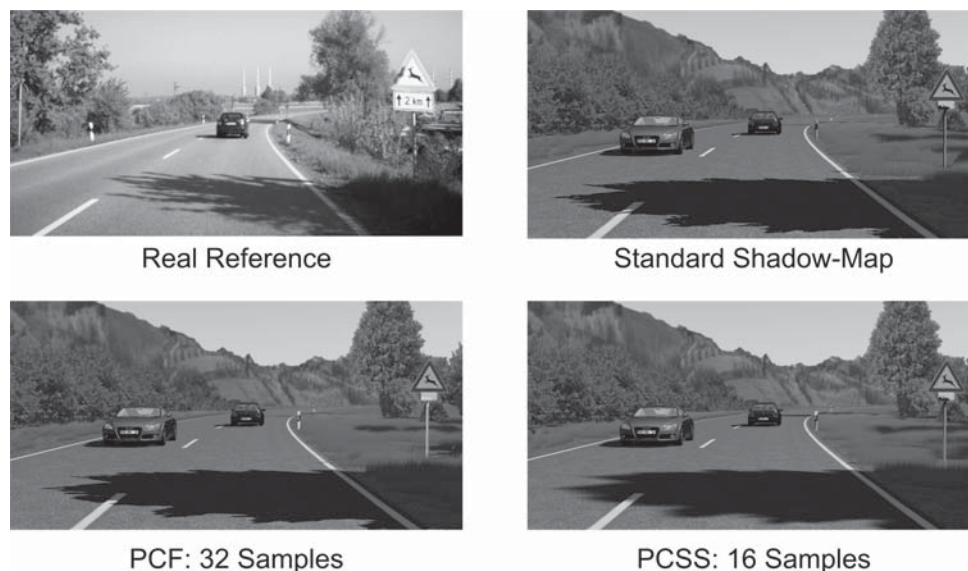 2 km
Real Reference
Standard Shadow-Map
PCF: 32 Samples
PCSS: 16 Samples